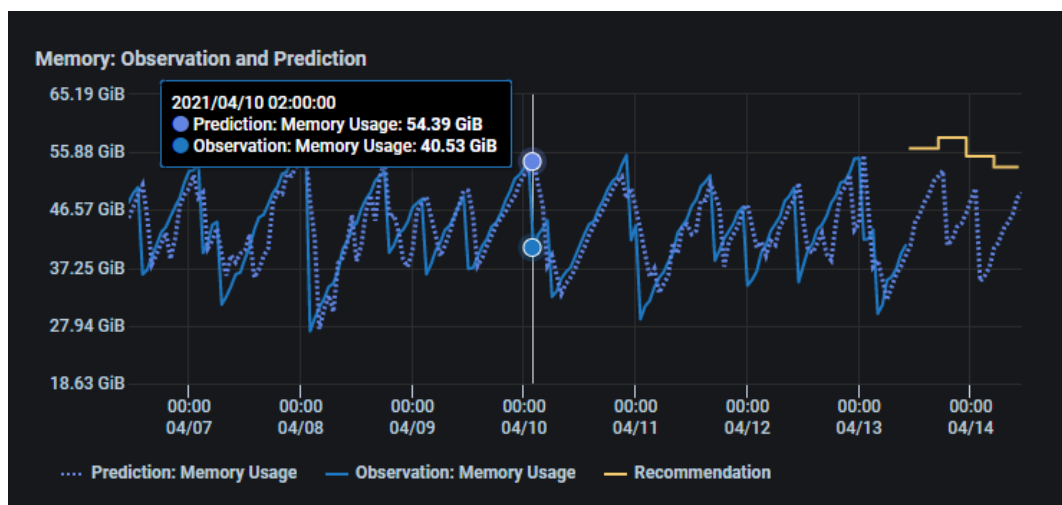 Memory: Observation and Prediction
65.19 GiB
2021/04/10 02:00:00
Prediction: Memory Usage: 54.39 GiB
Observation: Memory Usage: 40.53 GiB
55.88 GiB
46.57 GiB
37.25 GiB
27.94 GiB
18.63 GiB
00:00 00:00 00:00 00:00 00:00 00:00 00:00 00:00
04/07 04/08 04/09 04/10 04/11 04/12 04/13 04/14
Prediction: Memory Usage Observation: Memory Usage Recommendation